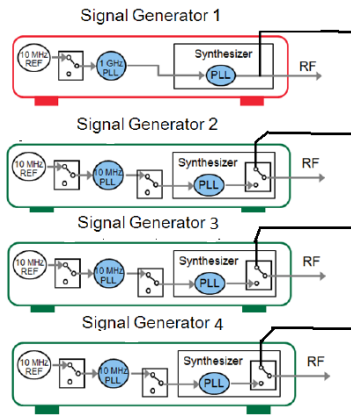 Signal Generator 1
10 MHz
REF
1 GHz
PLL
Synthesizer
PLL
RF
Signal Generator 2
10 MHz
REF
10 MHz
PLL
Synthesizer
PLL
RF
Signal Generator 3
10 MHz
REF
10 MHz
PLL
Synthesizer
PLL
RF
Signal Generator 4
10 MHz
REF
10 MHz
PLL
Synthesizer
PLL
RF